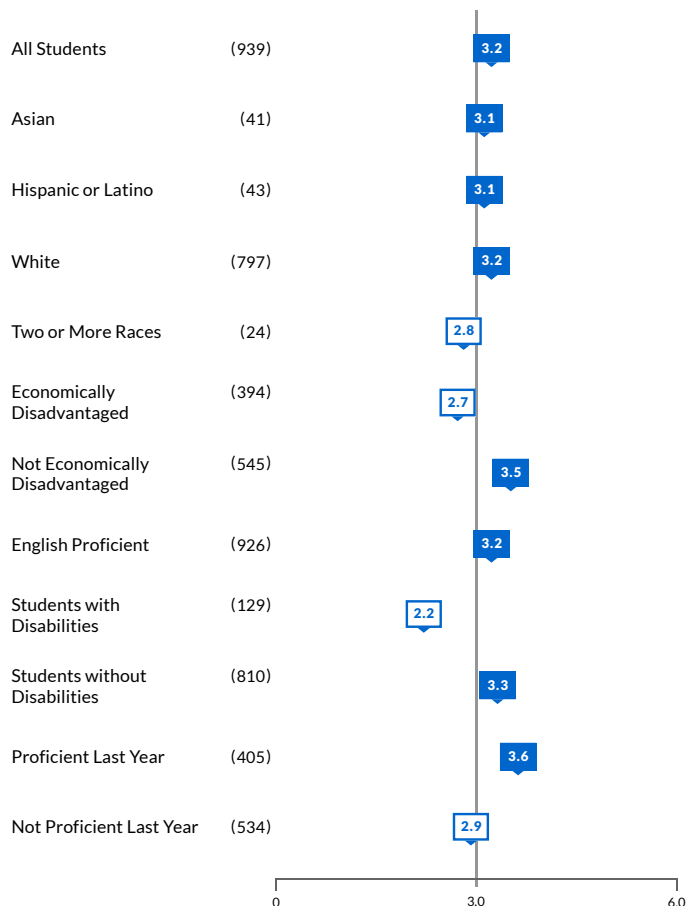 All Students (939) 3.2
Asian (41) 3.1
Hispanic or Latino (43) 3.1
White (797) 3.2
Two or More Races (24) 2.8
Economically
Disadvantaged (394) 2.7
Not Economically
Disadvantaged (545) 3.5
English Proficient (926) 3.2
Students with
Disabilities (129) 2.2
Students without
Disabilities (810) 3.3
Proficient Last Year (405) 3.6
Not Proficient Last Year (534) 2.9
0 3.0 6.0